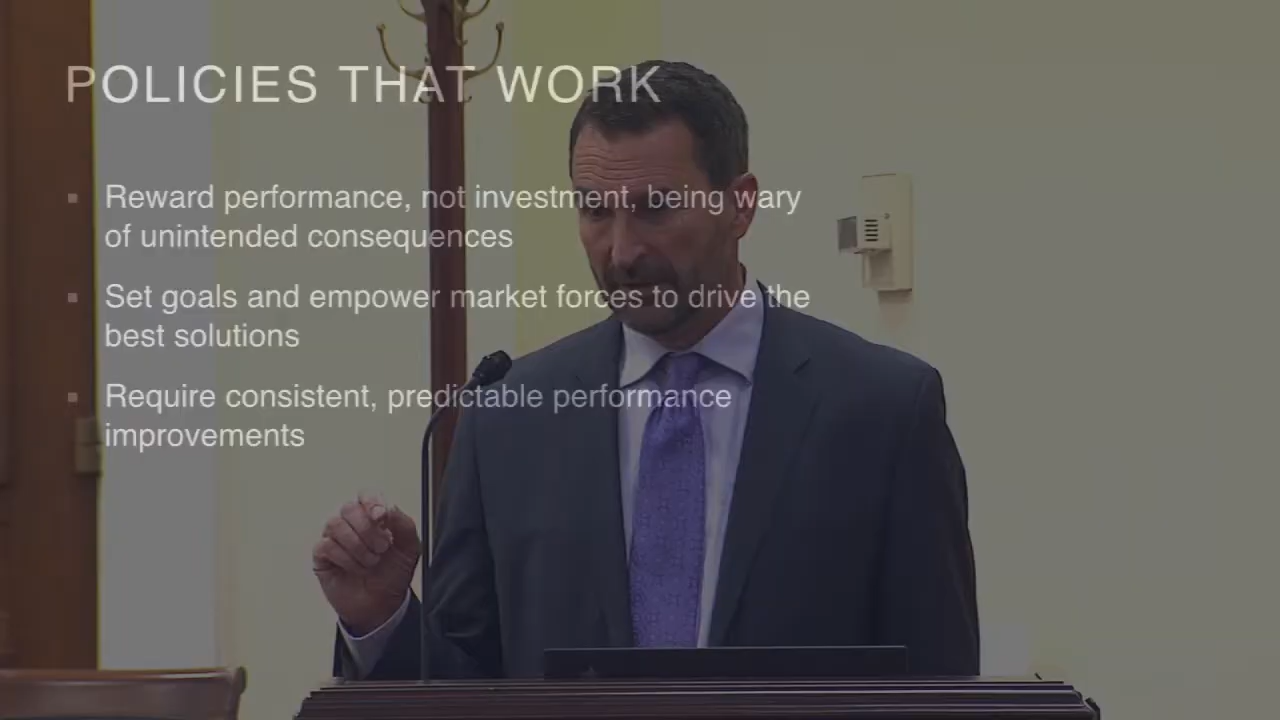 POLICIES THAT WORK
Reward performance, not investment, being wary
of unintended consequences
Set goals and empower market forces to drive the
best solutions
Require consistent, predictable performance
improvements